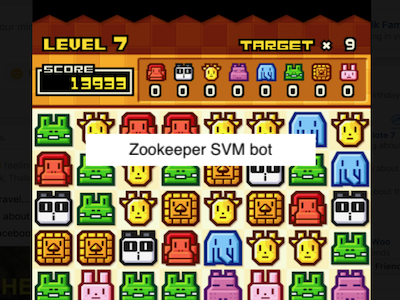 LEVEL 7
TARGET × 9
SCORE
13933
0 0 0 0 0 0 0 0
Zookeeper SVM bot